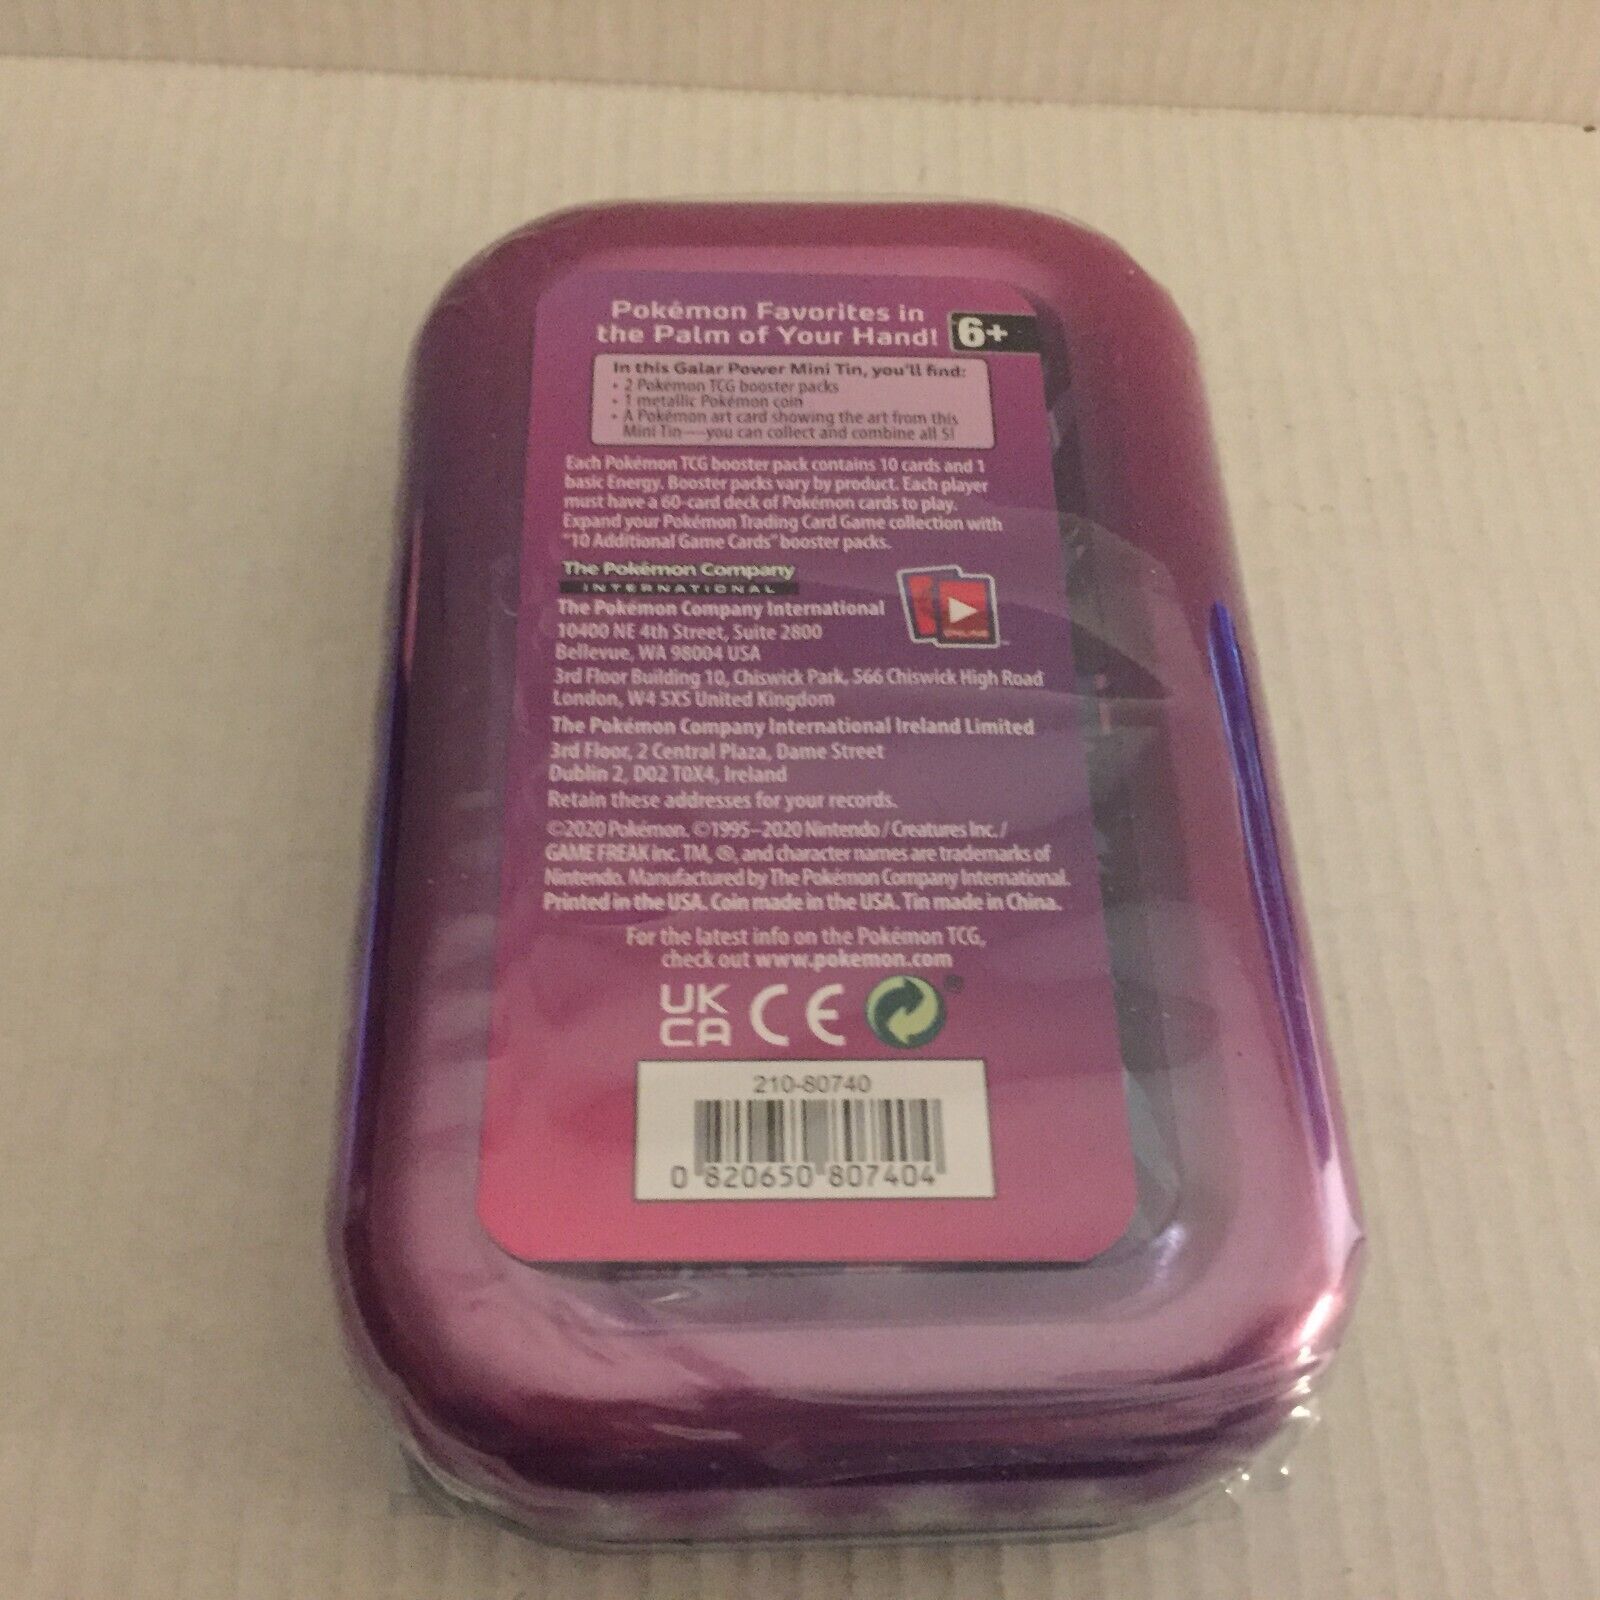 Pokémon Favorites in
the Palm of Your Hand!
6+
In this Galar Power Mini Tin, you'll find:
• 2 Pokémon TCG booster packs
• 1 metallic Pokémon coin
• A Pokémon art card showing the art from this
Mini Tin—you can collect and combine all 5!
Each Pokémon TCG booster pack contains 10 cards and 1
basic Energy. Booster packs vary by product. Each player
must have a 60-card deck of Pokémon cards to play.
Expand your Pokémon Trading Card Game collection with
"10 Additional Game Cards" booster packs.
The Pokémon Company
INTERNATIONAL
ONLINE
The Pokémon Company International
10400 NE 4th Street, Suite 2800
Bellevue, WA 98004 USA
3rd Floor Building 10, Chiswick Park, 566 Chiswick High Road
London, W4 5XS United Kingdom
The Pokémon Company International Ireland Limited
3rd Floor, 2 Central Plaza, Dame Street
Dublin 2, D02 T0X4, Ireland
Retain these addresses for your records.
©2020 Pokémon. ©1995–2020 Nintendo / Creatures Inc. /
GAME FREAK inc. TM, ®, and character names are trademarks of
Nintendo. Manufactured by The Pokémon Company International.
Printed in the USA. Coin made in the USA. Tin made in China.
For the latest info on the Pokémon TCG,
check out www.pokemon.com
UK
CA CE ®
210-80740
0 820650 807404